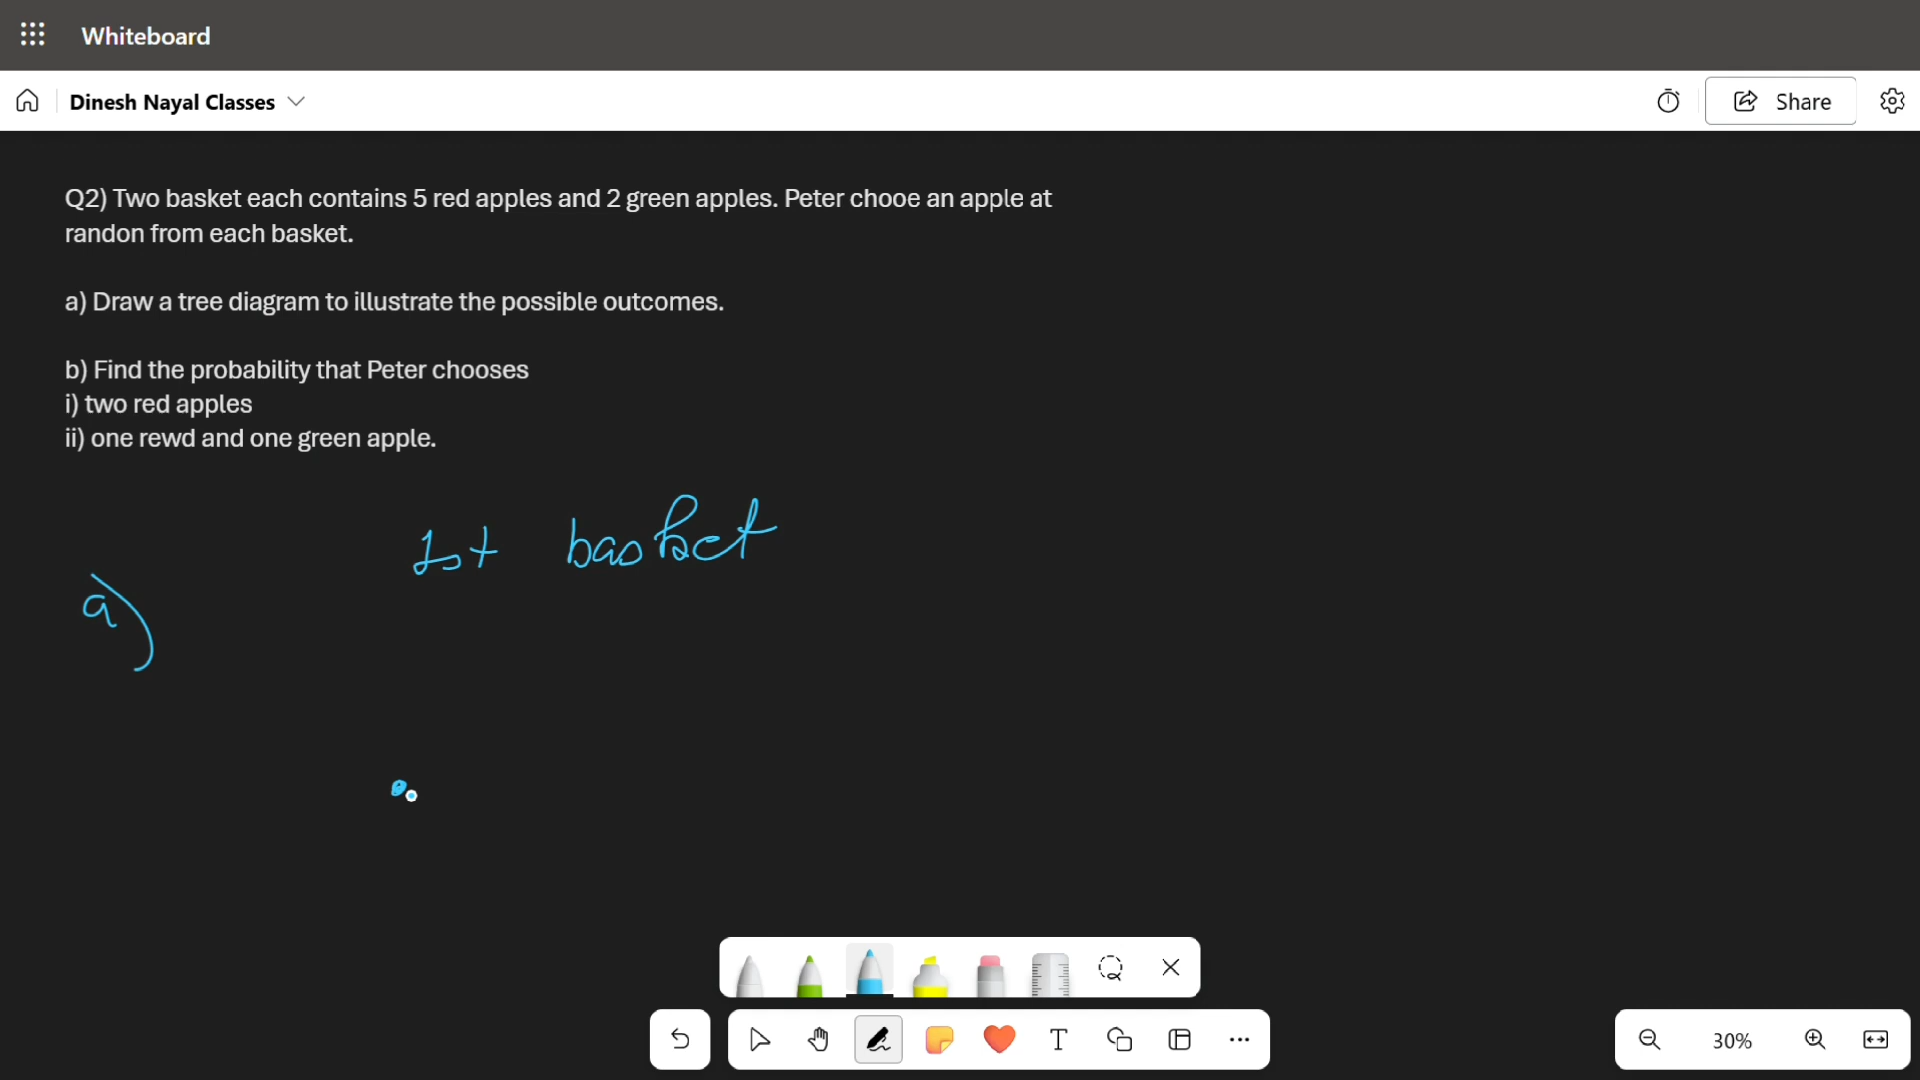 Whiteboard
Dinesh Nayal Classes
Share
Q2) Two basket each contains 5 red apples and 2 green apples. Peter chooe an apple at
randon from each basket.
a) Draw a tree diagram to illustrate the possible outcomes.
b) Find the probability that Peter chooses
i) two red apples
ii) one rewd and one green apple.
1st basket
a)
30%